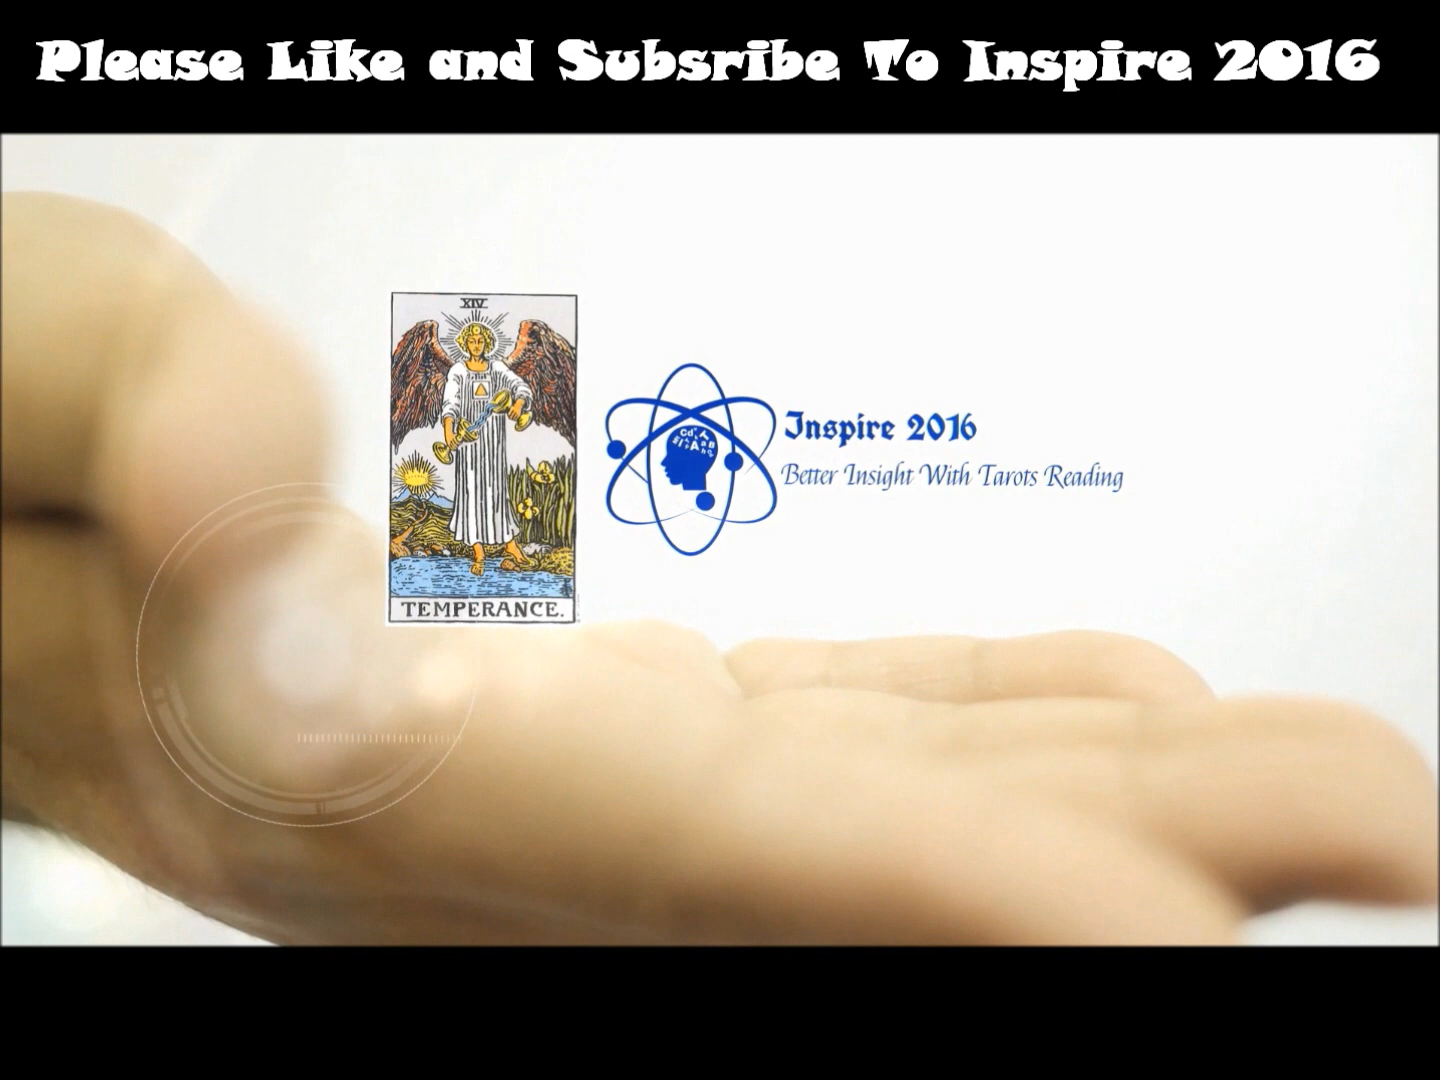 Please Like and Subsribe To Inspire 2016
XIV
Inspire 2016
Better Insight With Tarots Reading
TEMPERANCE.